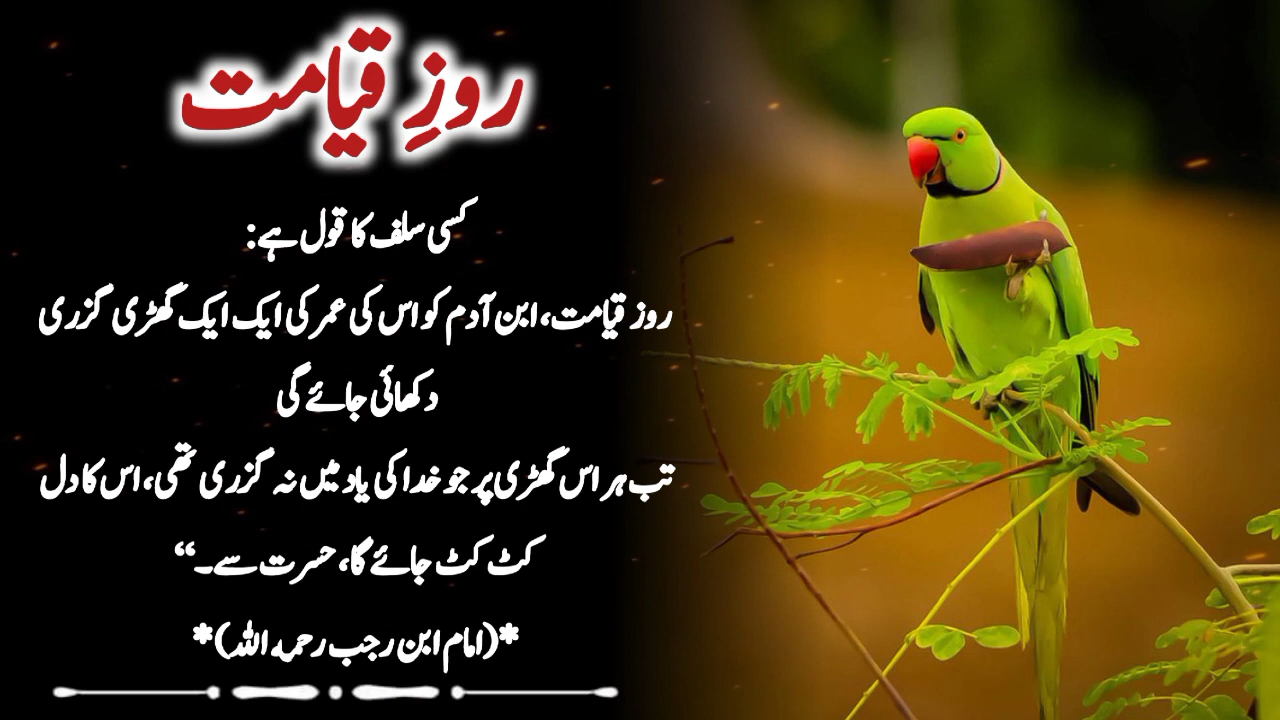 روزِ قیامت
کسی سلف کا قول ہے:
روز قیامت، ابن آدم کو اس کی عمر کی ایک ایک گھڑی گزری
دکھائی جائے گی
تب ہر اس گھڑی پر جو خدا کی یاد میں نہ گزری تھی، اس کا دل
کٹ کٹ جائے گا، حسرت سے۔“
*(امام ابن رجب رحمہ اللہ)*